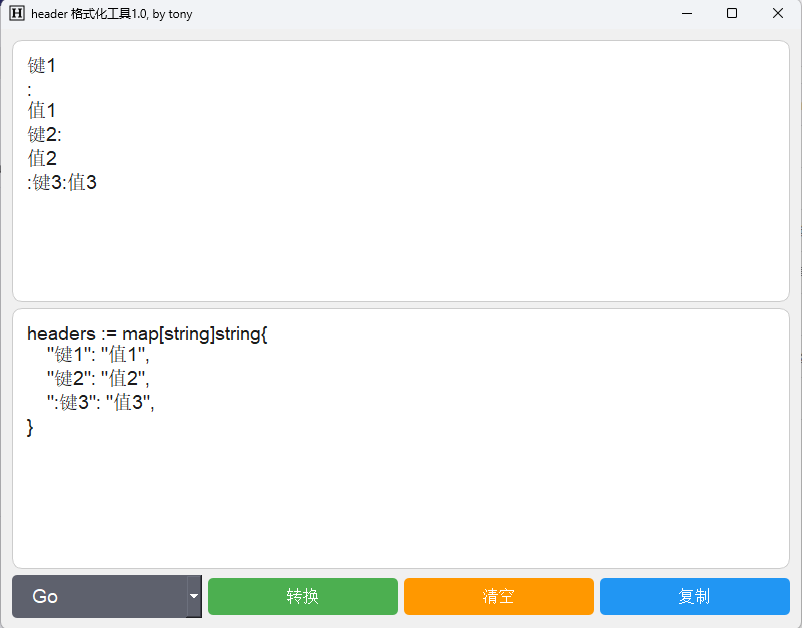 H header 格式化工具1.0, by tony
键1
:
值1
键2:
值2
:键3:值3
headers := map[string]string{
    "键1": "值1",
    "键2": "值2",
    ":键3": "值3",
}
Go
转换
清空
复制